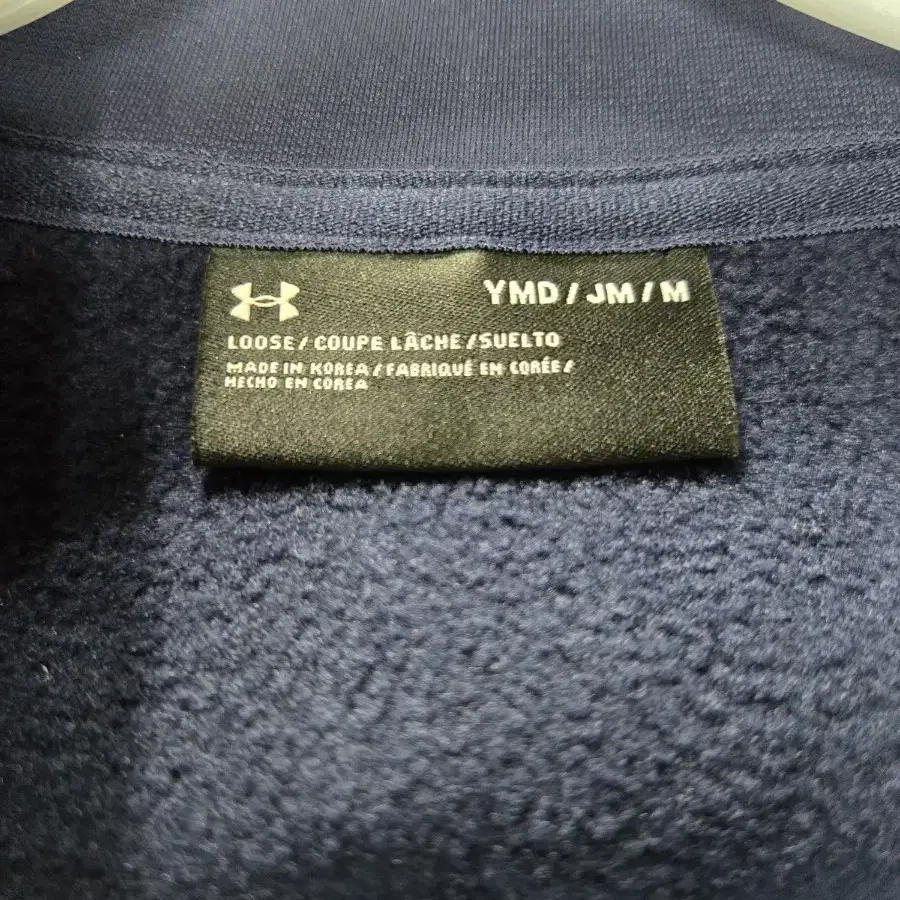 YMD / JM / M
LOOSE / COUPE LÂCHE / SUELTO
MADE IN KOREA / FABRIQUÉ EN CORÉE /
HECHO EN COREA